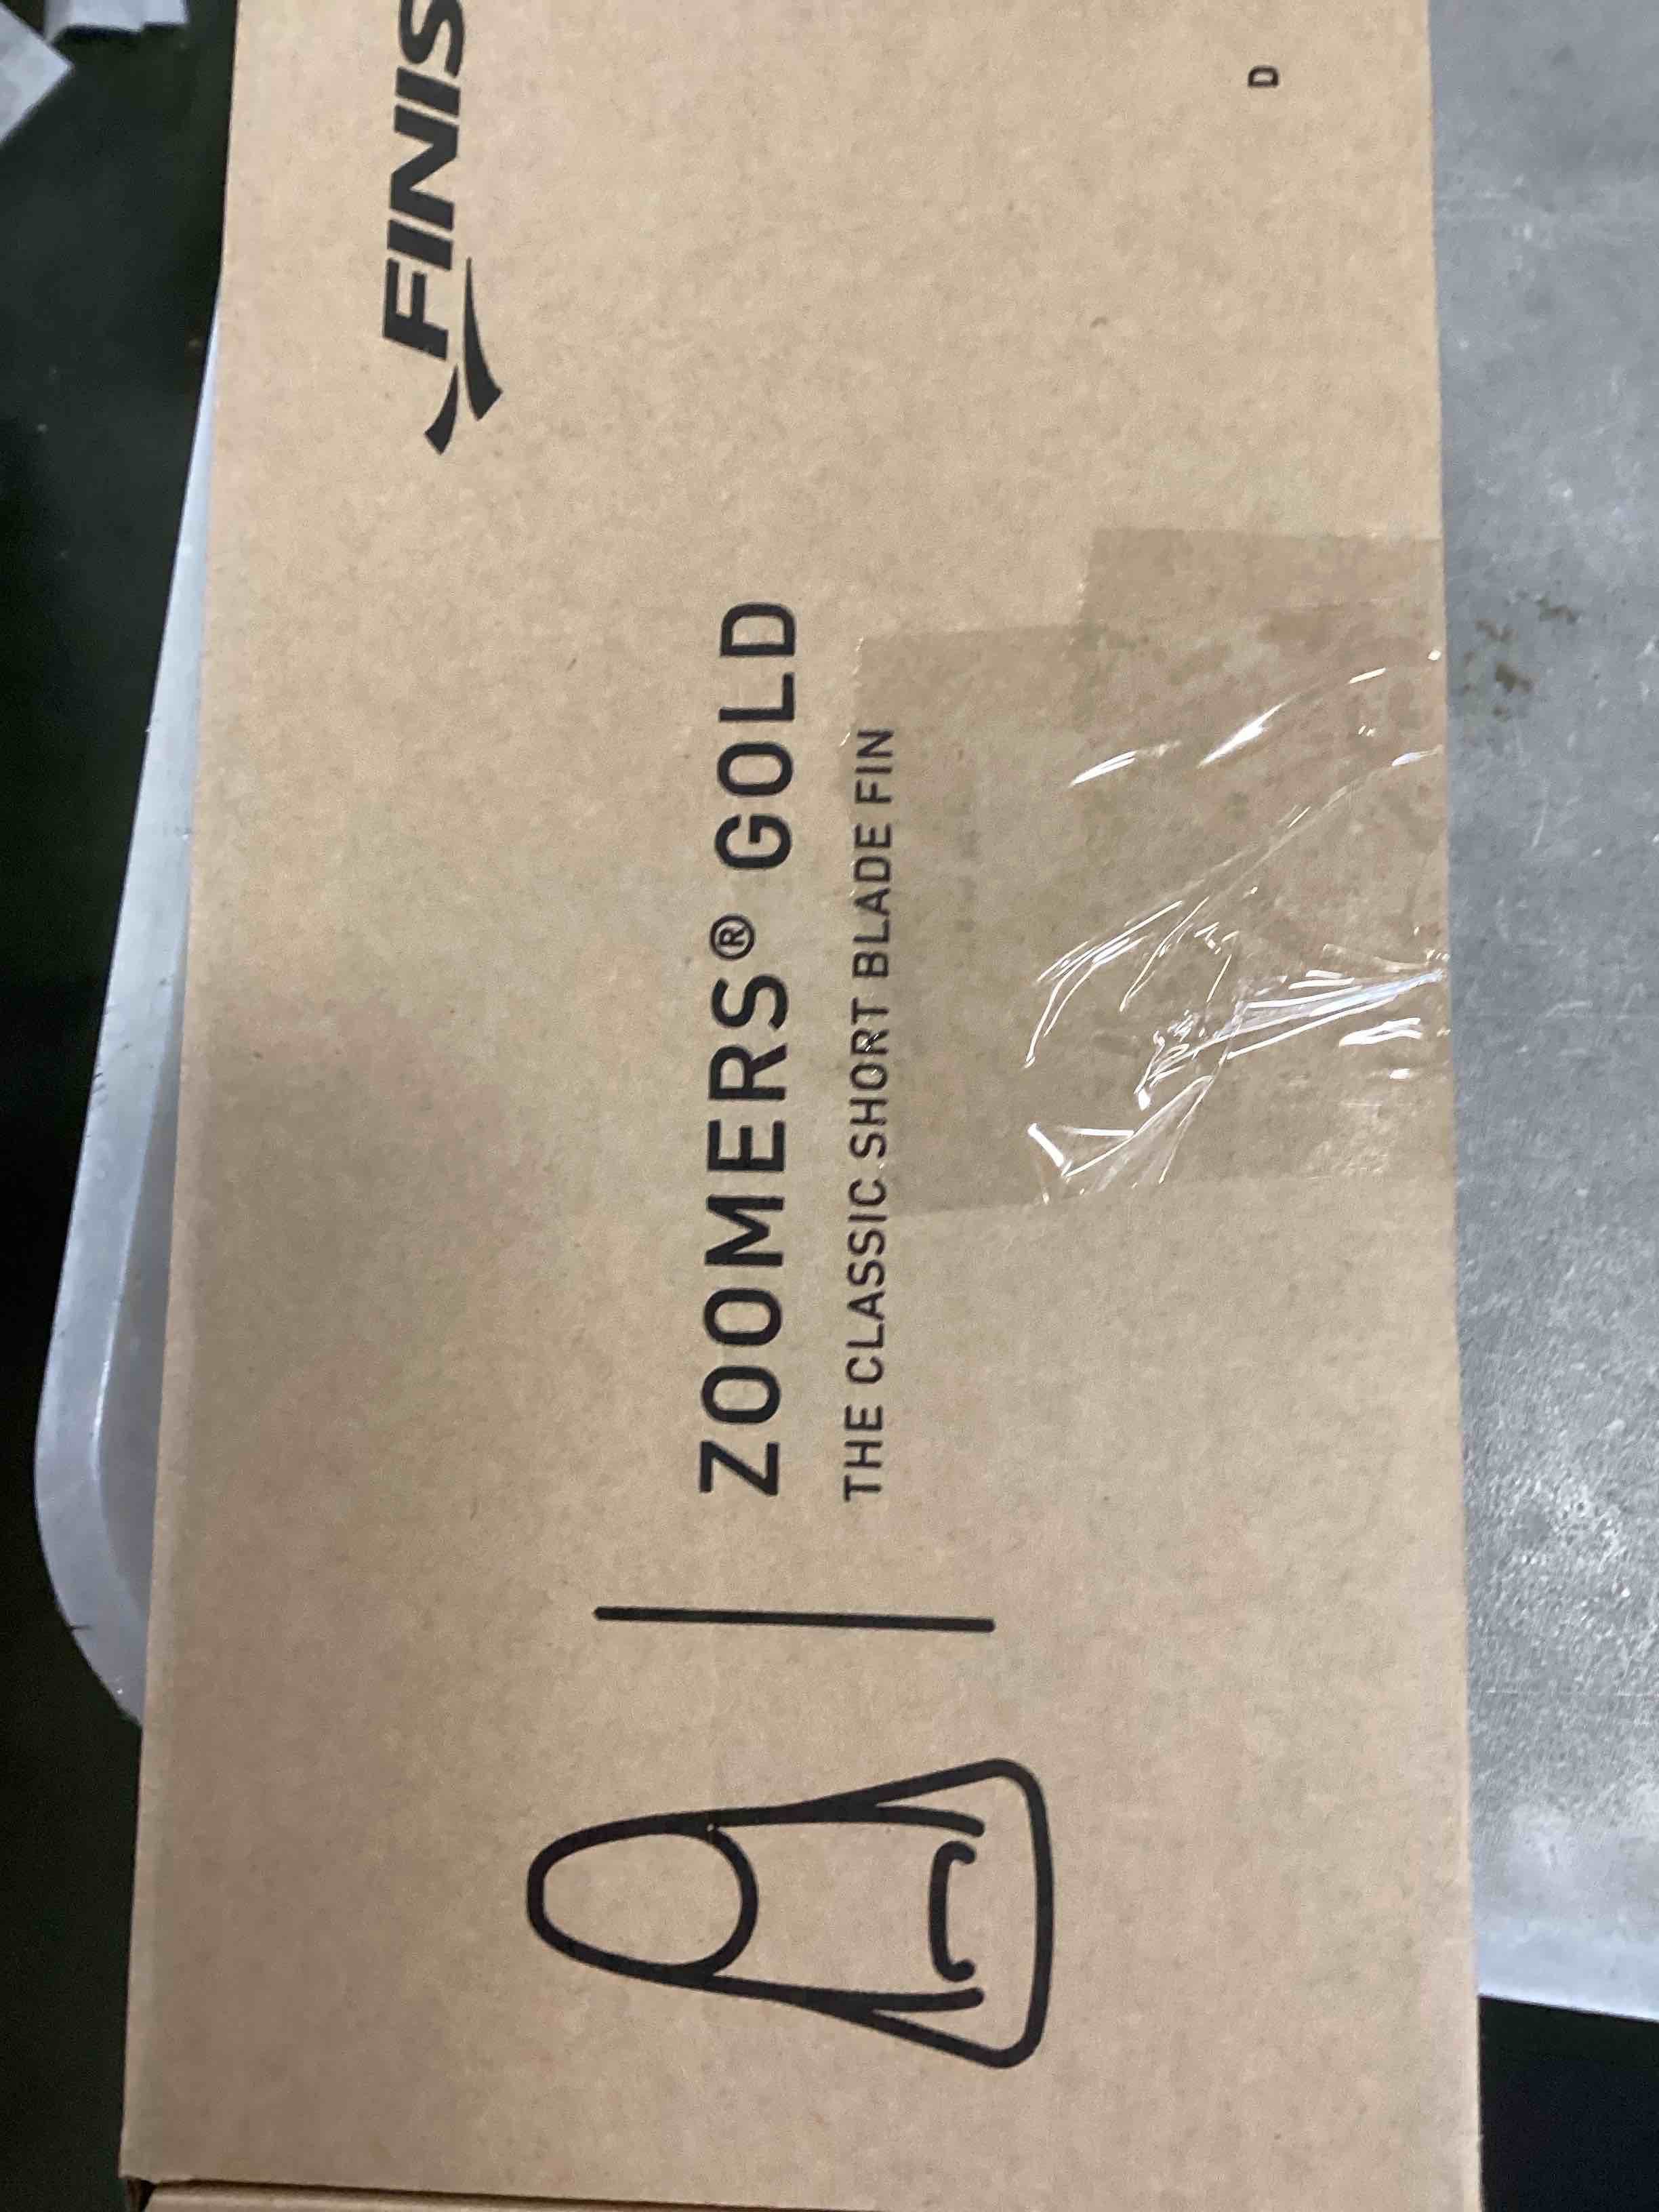 FINIS
ZOOMERS® GOLD
THE CLASSIC SHORT BLADE FIN
D